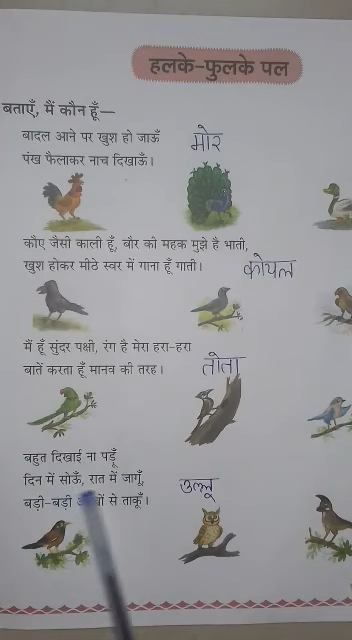 हलके-फुलके पल
बताएँ, मैं कौन हूँ—
बादल आने पर खुश हो जाऊँ
पंख फैलाकर नाच दिखाऊँ।
मोर
कौए जैसी काली हूँ, बौर की महक मुझे है भाती,
खुश होकर मीठे स्वर में गाना हूँ गाती।
कोयल
मैं हूँ सुंदर पक्षी, रंग है मेरा हरा-हरा
बातें करता हूँ मानव की तरह।
तोता
बहुत दिखाई ना पड़ूँ
दिन में सोऊँ, रात में जागूँ,
बड़ी-बड़ी से ताकूँ।
उल्लू